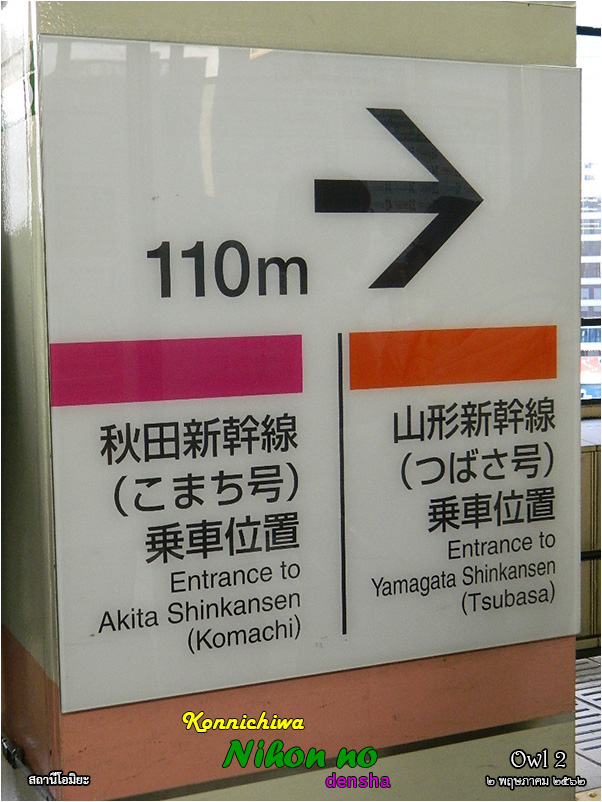 110m
秋田新幹線
（こまち号）
乗車位置
Entrance to
Akita Shinkansen
(Komachi)
山形新幹線
（つばさ号）
乗車位置
Entrance to
Yamagata Shinkansen
(Tsubasa)
Konnichiwa
Nihon no
densha
สถานีโอมิยะ
Owl 2
๒ พฤษภาคม ๒๕๖๒